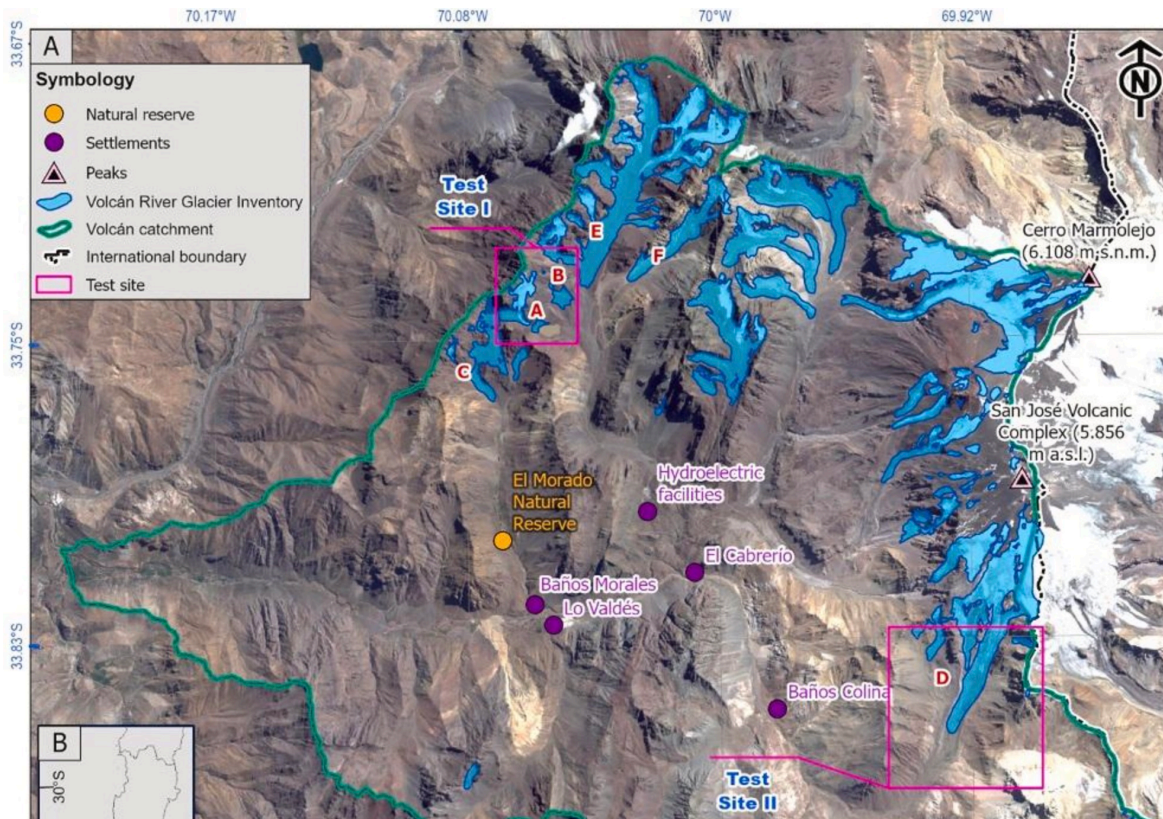 70.17°W 70.08°W 70°W 69.92°W
33.67°S
A
Symbology
Natural reserve
Settlements
Peaks
Volcán River Glacier Inventory
Volcán catchment
International boundary
Test site
N
Test
Site I
E
F
B
A
C
Cerro Marmolejo
(6.108 m s.n.m.)
33.75°S
San José Volcanic
Complex (5.856
m a.s.l.)
El Morado
Natural
Reserve
Hydroelectric
facilities
El Cabrerío
Baños Morales
Lo Valdés
33.83°S
D
Baños Colina
Test
Site II
B
30°S